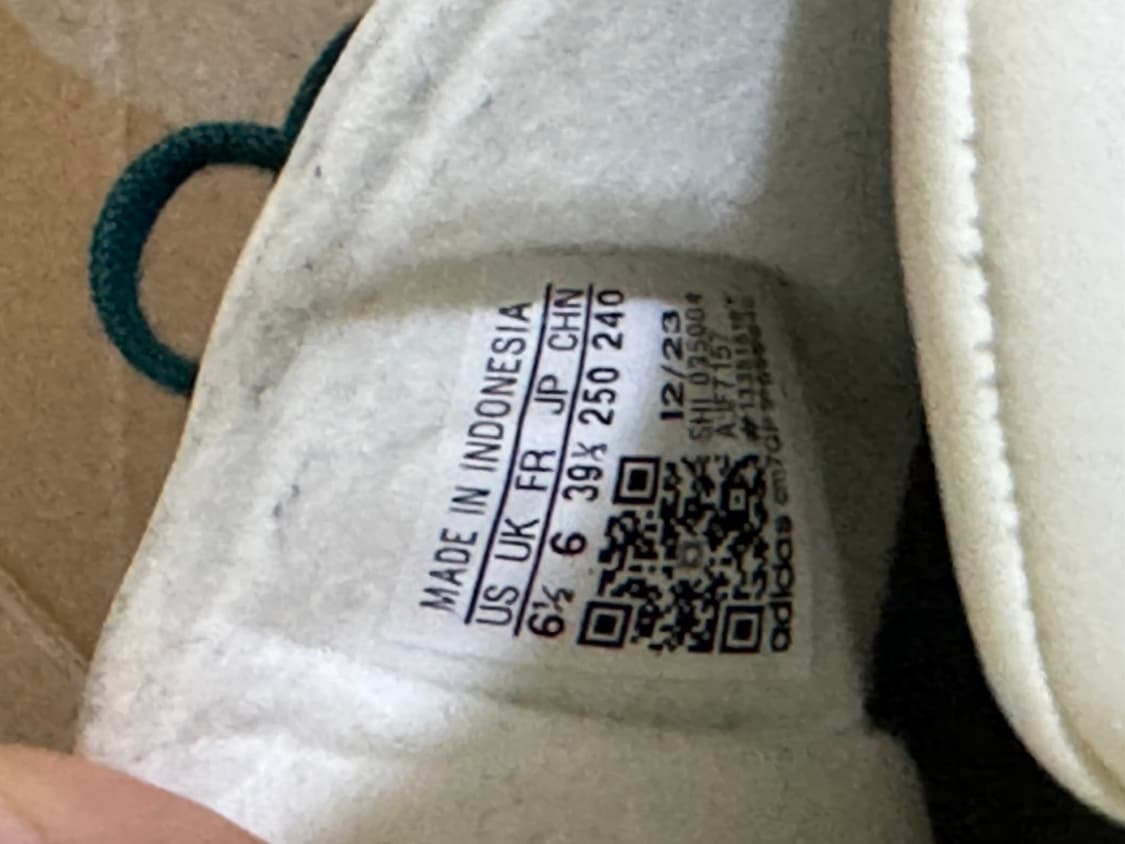 MADE IN INDONESIA
US UK FR JP CHN
6½ 6 39⅓ 250 240
12/23
SHL 035004
adidas